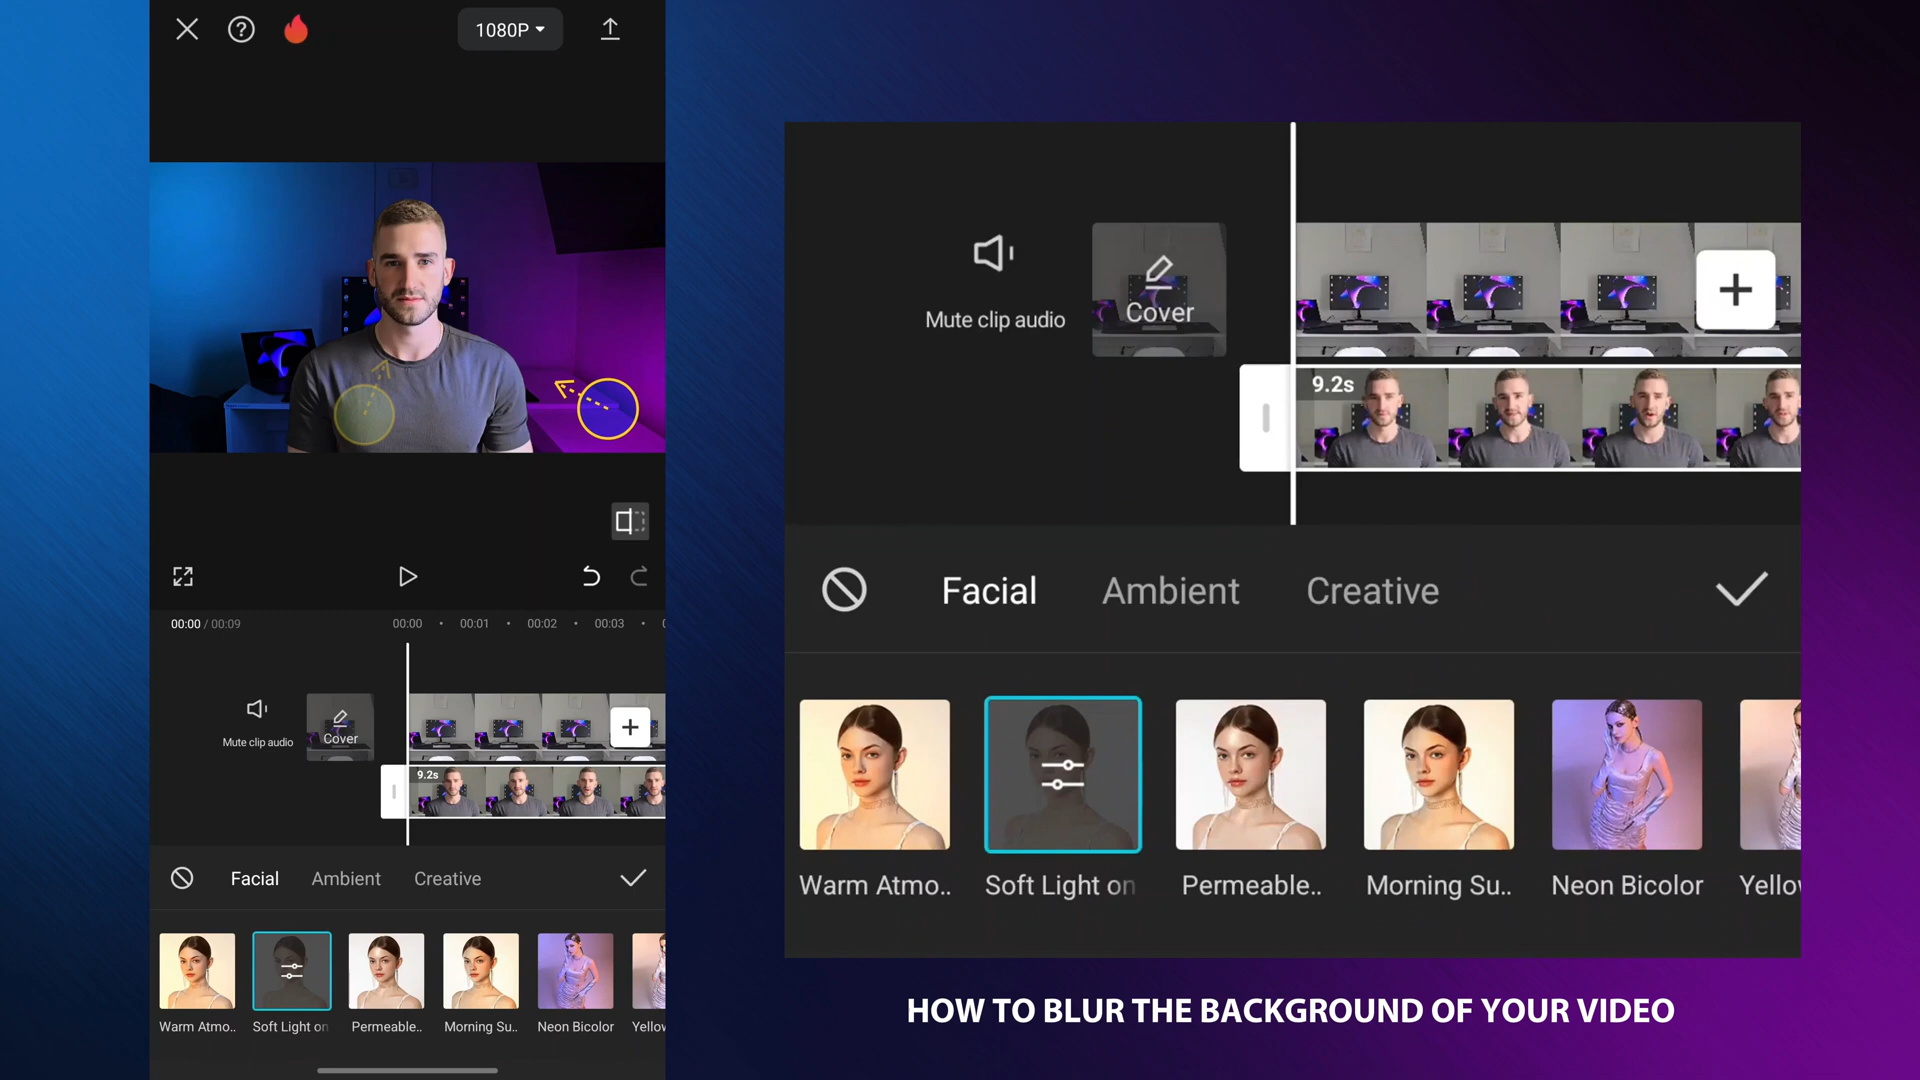 1080P
00:00 / 00:09
00:00 00:01 00:02 00:03
Mute clip audio
Cover
9.2s
Facial
Ambient
Creative
Warm Atmo..
Soft Light on
Permeable..
Morning Su..
Neon Bicolor
Yellov
Mute clip audio
Cover
9.2s
Facial
Ambient
Creative
Warm Atmo..
Soft Light on
Permeable..
Morning Su..
Neon Bicolor
Yellov
HOW TO BLUR THE BACKGROUND OF YOUR VIDEO